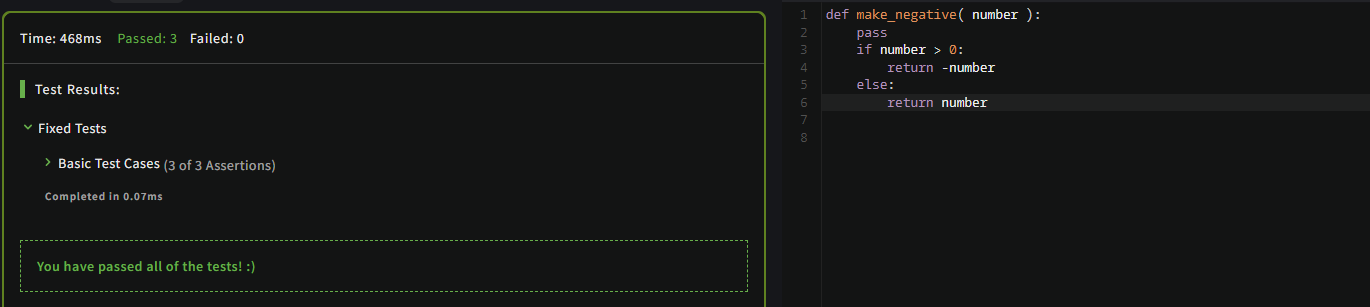 Time: 468ms Passed: 3 Failed: 0
Test Results:
Fixed Tests
Basic Test Cases (3 of 3 Assertions)
Completed in 0.07ms
You have passed all of the tests! :)
1 def make_negative( number ):
2     pass
3     if number > 0:
4         return -number
5     else:
6         return number
7
8